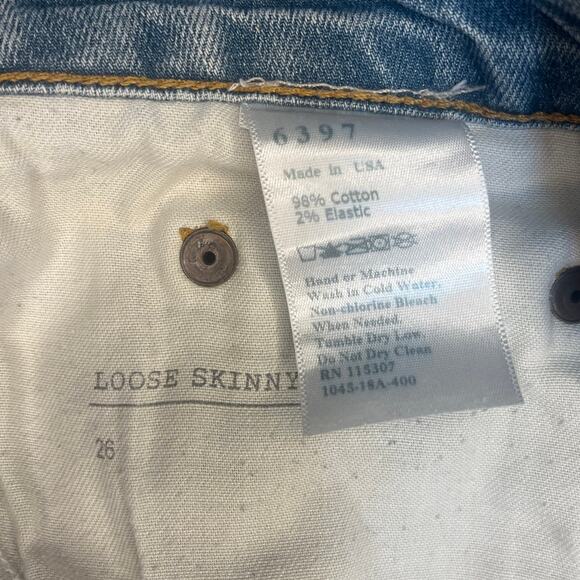 6397
Made in USA
98% Cotton
2% Elastic
Hand or Machine
Wash in Cold Water,
Non-chlorine Bleach
When Needed,
Tumble Dry Low,
Do Not Dry Clean
RN 115307
1045-18A-400
LOOSE SKINNY
26